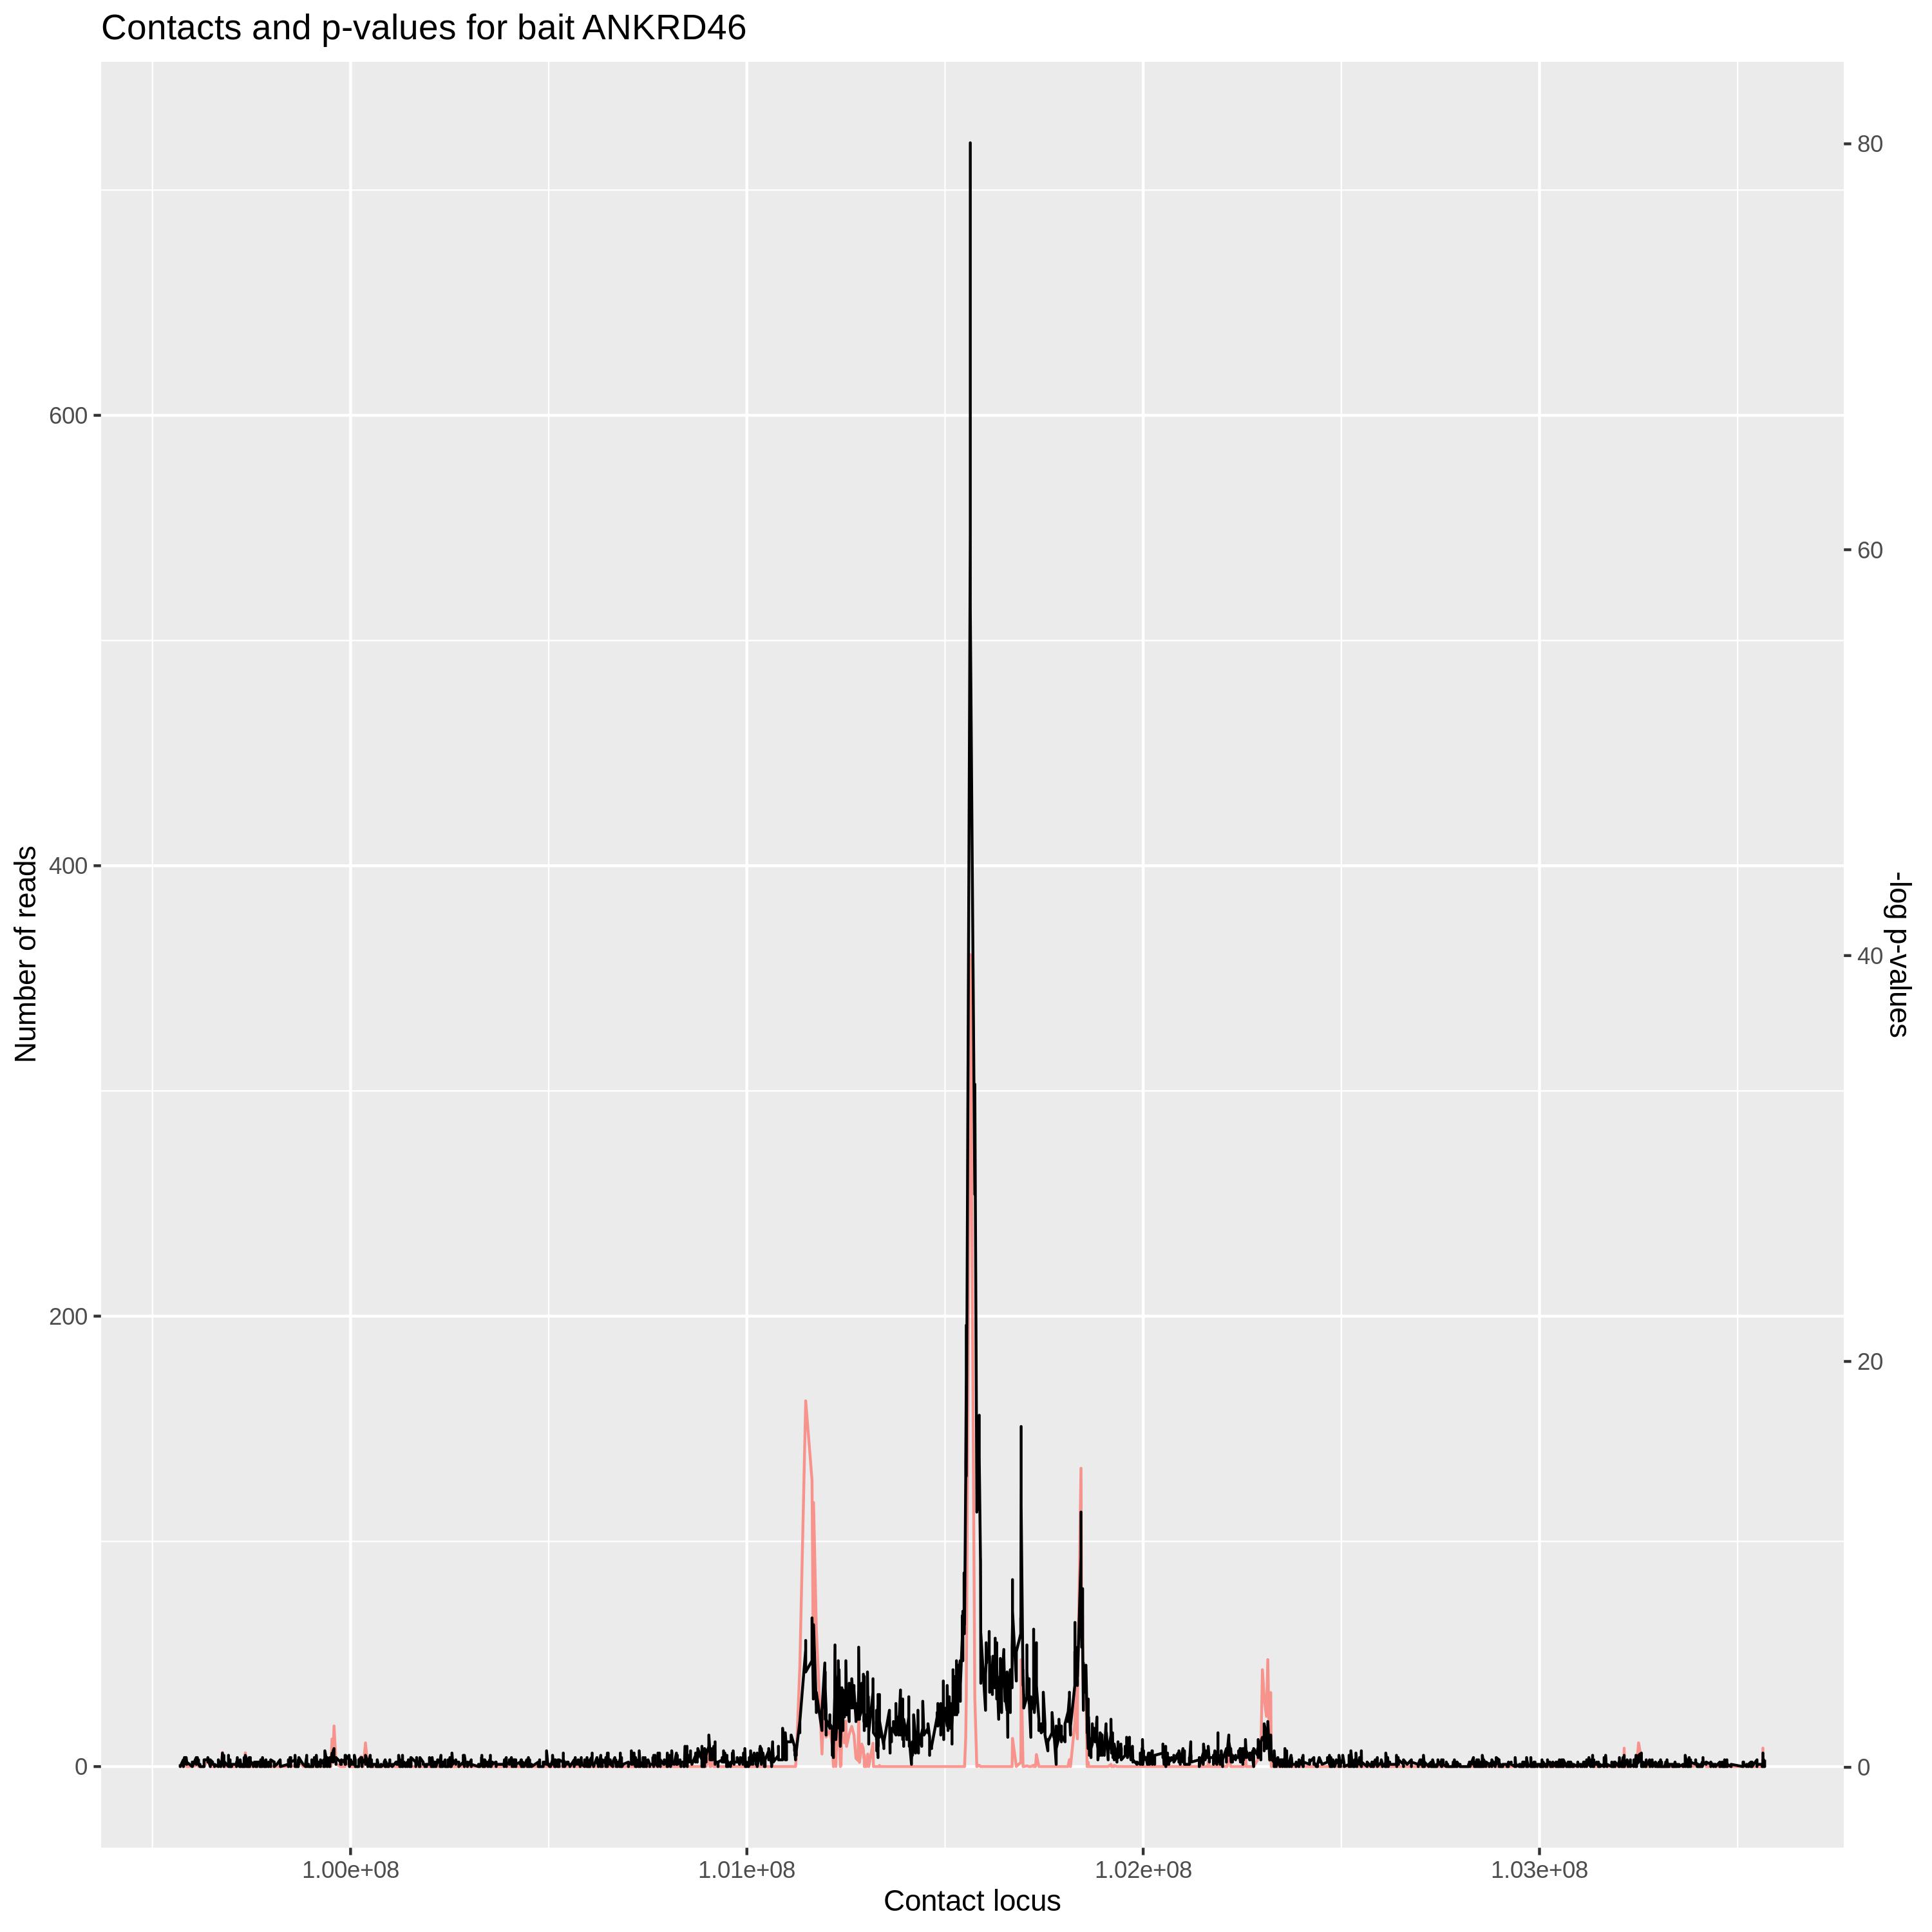 Contacts and p-values for bait ANKRD46
80
600
60
Number of reads
400
-log p-values
40
200
20
0
0
1.00e+08
1.01e+08
1.02e+08
1.03e+08
Contact locus